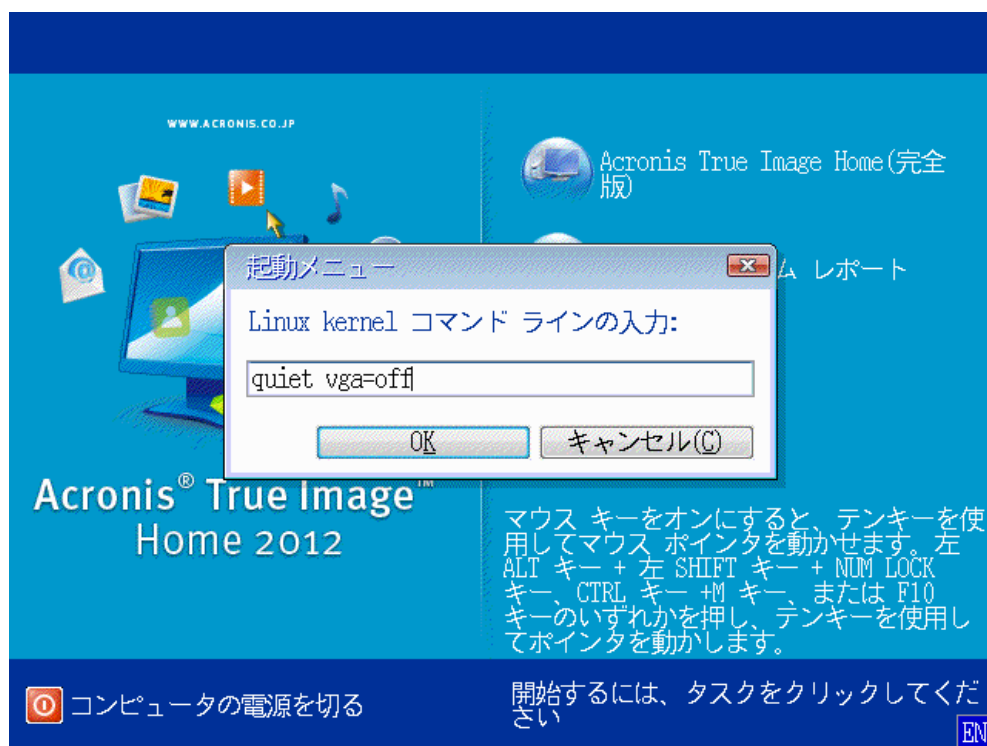 WWW.ACRONIS.CO.JP
Acronis True Image Home(完全
版)
ム レポート
起動メニュー
Linux kernel コマンド ラインの入力:
quiet vga=off
OK
キャンセル(C)
Acronis® True Image™
Home 2012
マウス キーをオンにすると、テンキーを使
用してマウス ポインタを動かせます。左
ALT キー + 左 SHIFT キー + NUM LOCK
キー、CTRL キー +M キー、または F10
キーのいずれかを押し、テンキーを使用し
てポインタを動かします。
コンピュータの電源を切る
開始するには、タスクをクリックしてくだ
さい
EN